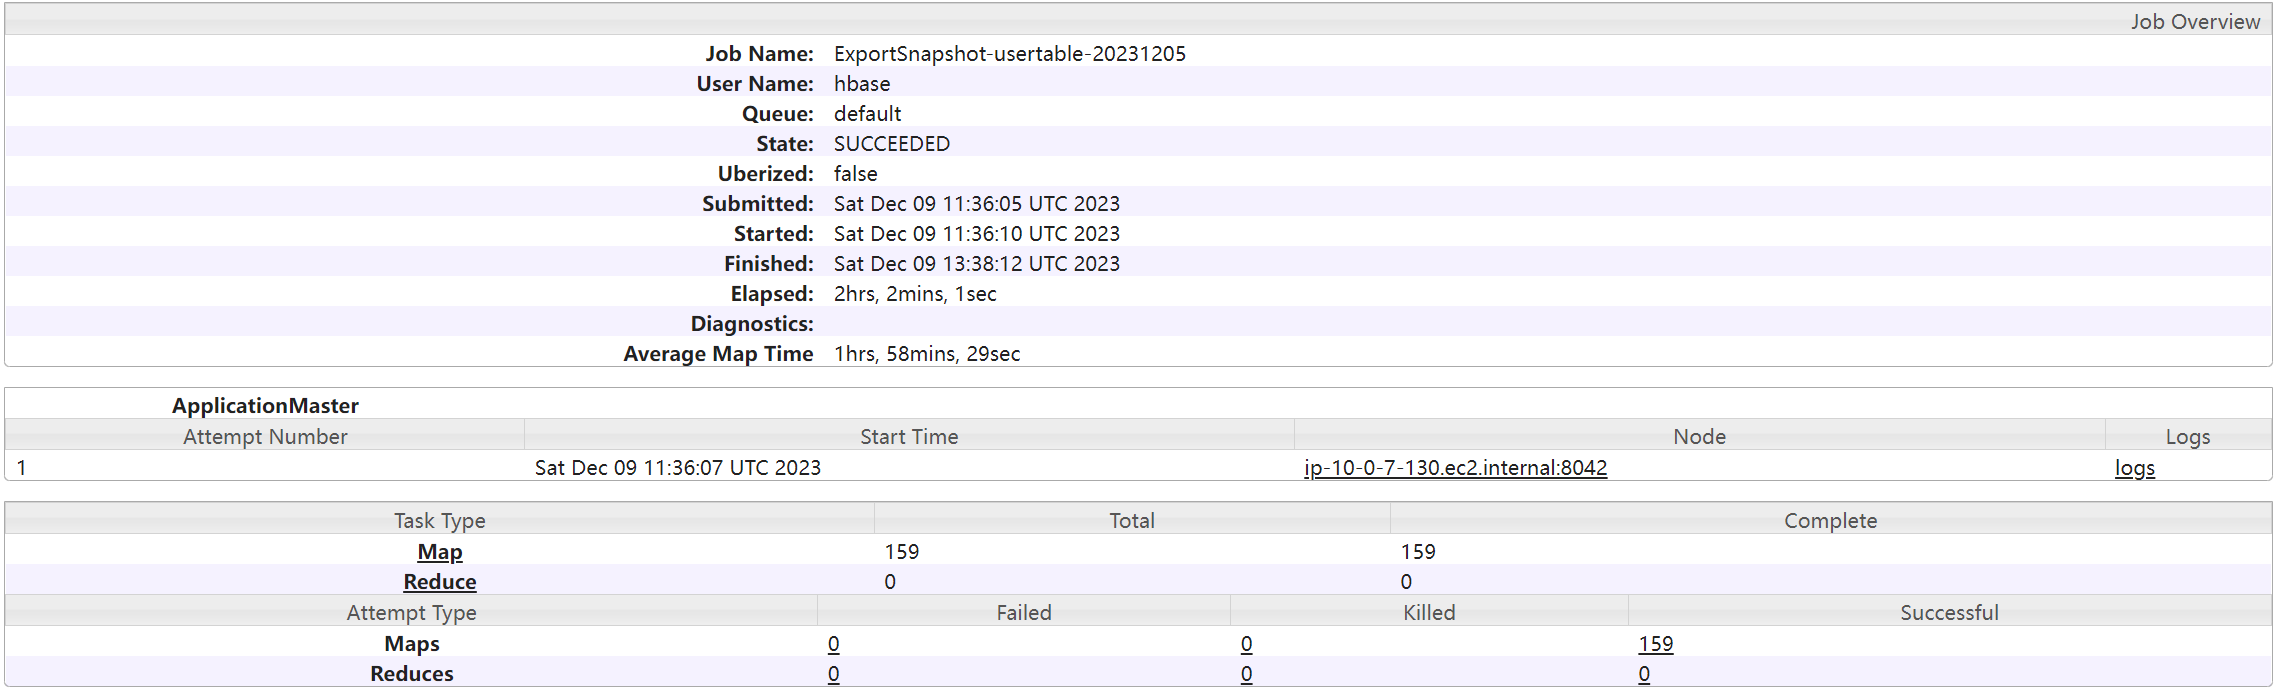 Job Overview
Job Name: ExportSnapshot-usertable-20231205
User Name: hbase
Queue: default
State: SUCCEEDED
Uberized: false
Submitted: Sat Dec 09 11:36:05 UTC 2023
Started: Sat Dec 09 11:36:10 UTC 2023
Finished: Sat Dec 09 13:38:12 UTC 2023
Elapsed: 2hrs, 2mins, 1sec
Diagnostics:
Average Map Time 1hrs, 58mins, 29sec
ApplicationMaster
Attempt Number Start Time Node Logs
1 Sat Dec 09 11:36:07 UTC 2023 ip-10-0-7-130.ec2.internal:8042 logs
Task Type Total Complete
Map 159 159
Reduce 0 0
Attempt Type Failed Killed Successful
Maps 0 0 159
Reduces 0 0 0